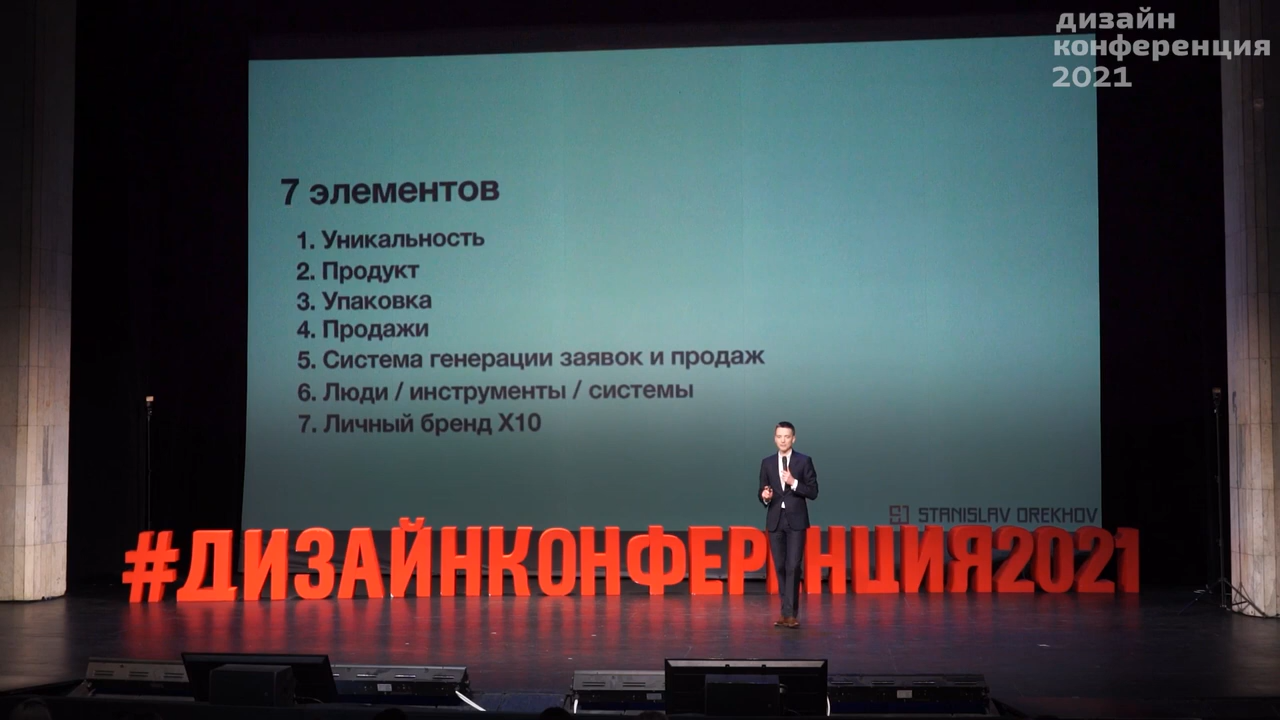 дизайн
конференция
2021
7 элементов
1. Уникальность
2. Продукт
3. Упаковка
4. Продажи
5. Система генерации заявок и продаж
6. Люди / инструменты / системы
7. Личный бренд X10
STANISLAV OREKHOV
#ДИЗАЙНКОНФЕРЕНЦИЯ2021